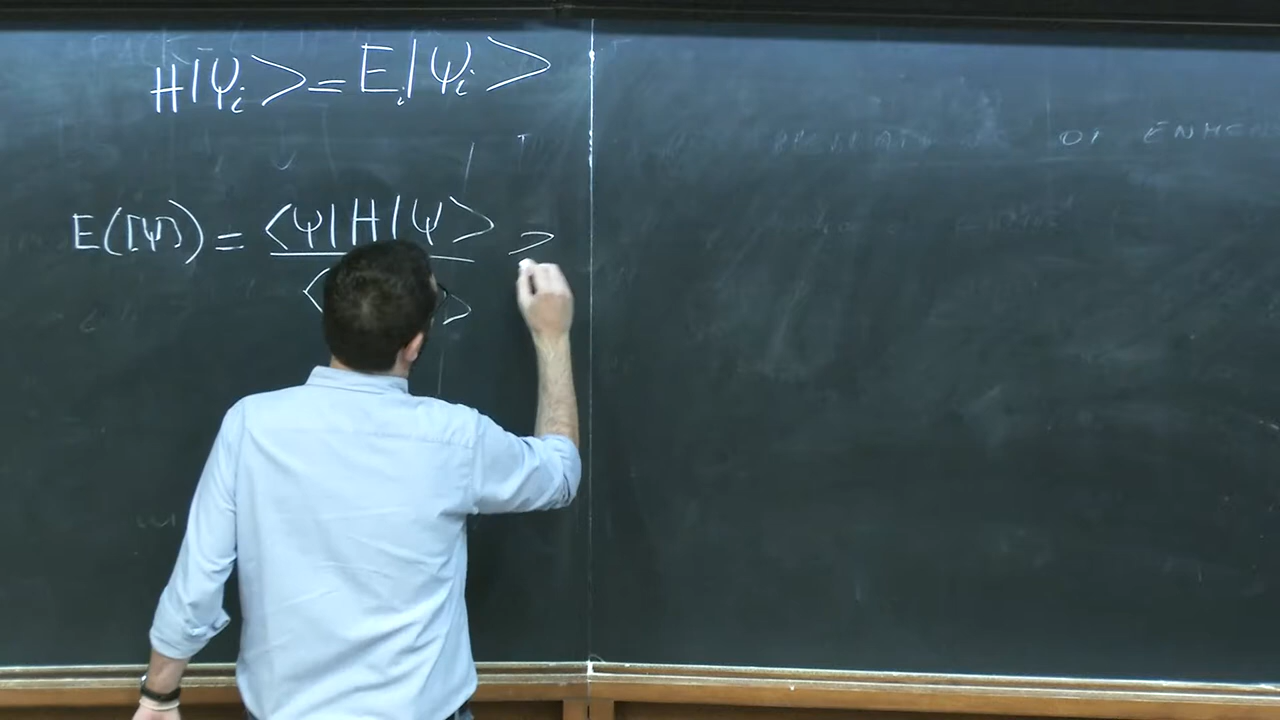 H|Ψᵢ> = Eᵢ|Ψᵢ>
E([Ψ]) = <Ψ|H|Ψ> >
< >